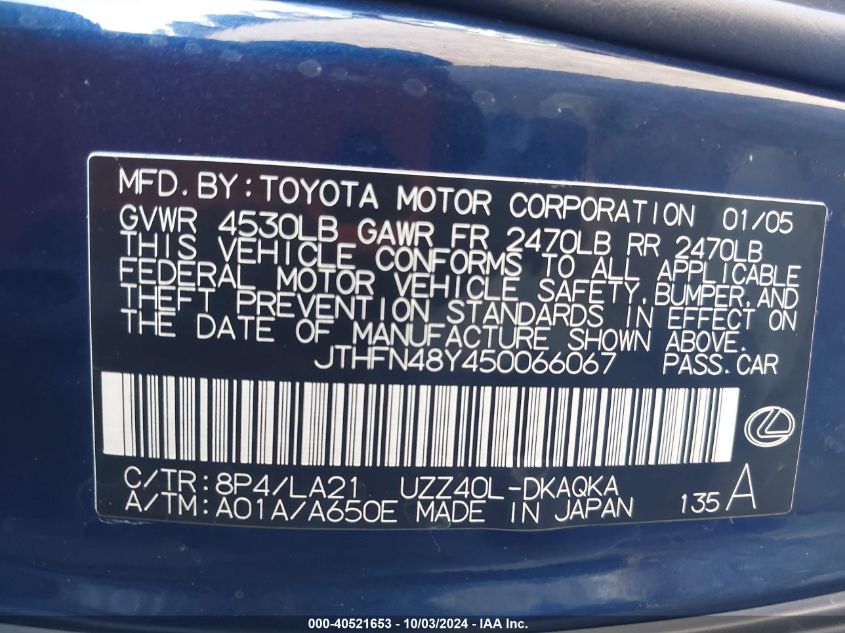 MFD. BY: TOYOTA MOTOR CORPORATION 01/05
GVWR 4530LB GAWR FR 2470LB RR 2470LB
THIS VEHICLE CONFORMS TO ALL APPLICABLE
FEDERAL MOTOR VEHICLE SAFETY, BUMPER, AND
THEFT PREVENTION STANDARDS IN EFFECT ON
THE DATE OF MANUFACTURE SHOWN ABOVE.
JTHFN48Y450066067 PASS. CAR
C/TR: 8P4/LA21 UZZ40L-DKAQKA
A/TM: A01A/A650E MADE IN JAPAN 135 A
000-40521653 - 10/03/2024 - © IAA Inc.